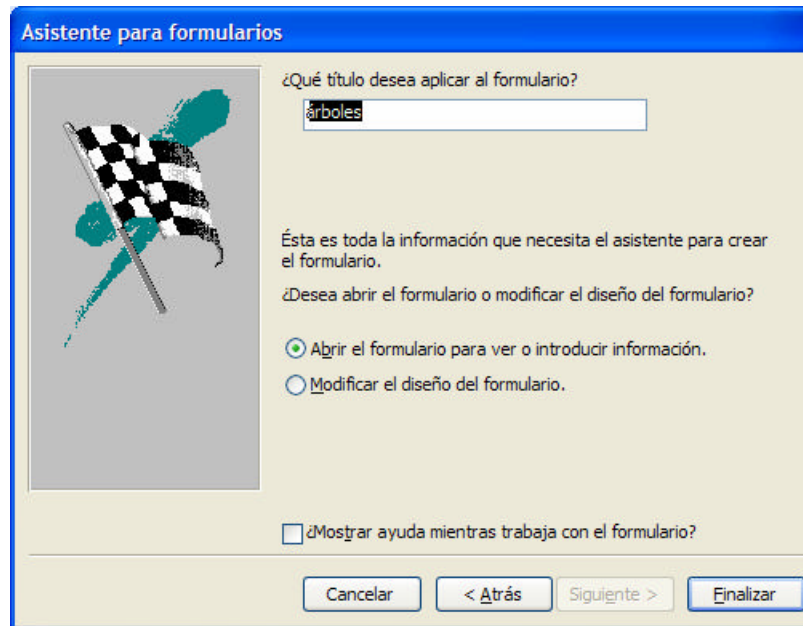 Asistente para formularios
¿Qué título desea aplicar al formulario?
árboles
Ésta es toda la información que necesita el asistente para crear
el formulario.
¿Desea abrir el formulario o modificar el diseño del formulario?
Abrir el formulario para ver o introducir información.
Modificar el diseño del formulario.
¿Mostrar ayuda mientras trabaja con el formulario?
Cancelar < Atrás Siguiente > Finalizar